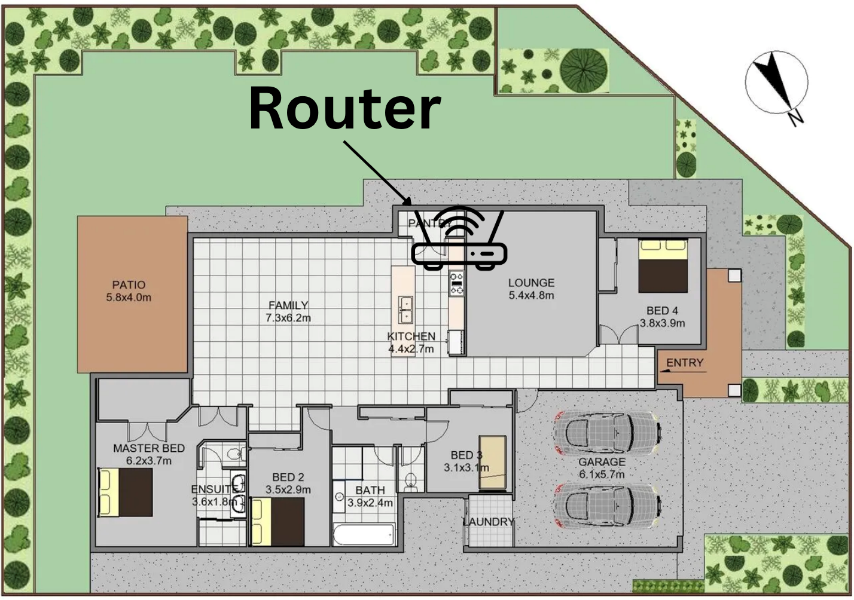 Router
N
PANTRY
PATIO
5.8x4.0m
FAMILY
7.3x6.2m
KITCHEN
4.4x2.7m
LOUNGE
5.4x4.8m
BED 4
3.8x3.9m
ENTRY
MASTER BED
6.2x3.7m
ENSUITE
3.6x1.8m
BED 2
3.5x2.9m
BATH
3.9x2.4m
BED 3
3.1x3.1m
LAUNDRY
GARAGE
6.1x5.7m